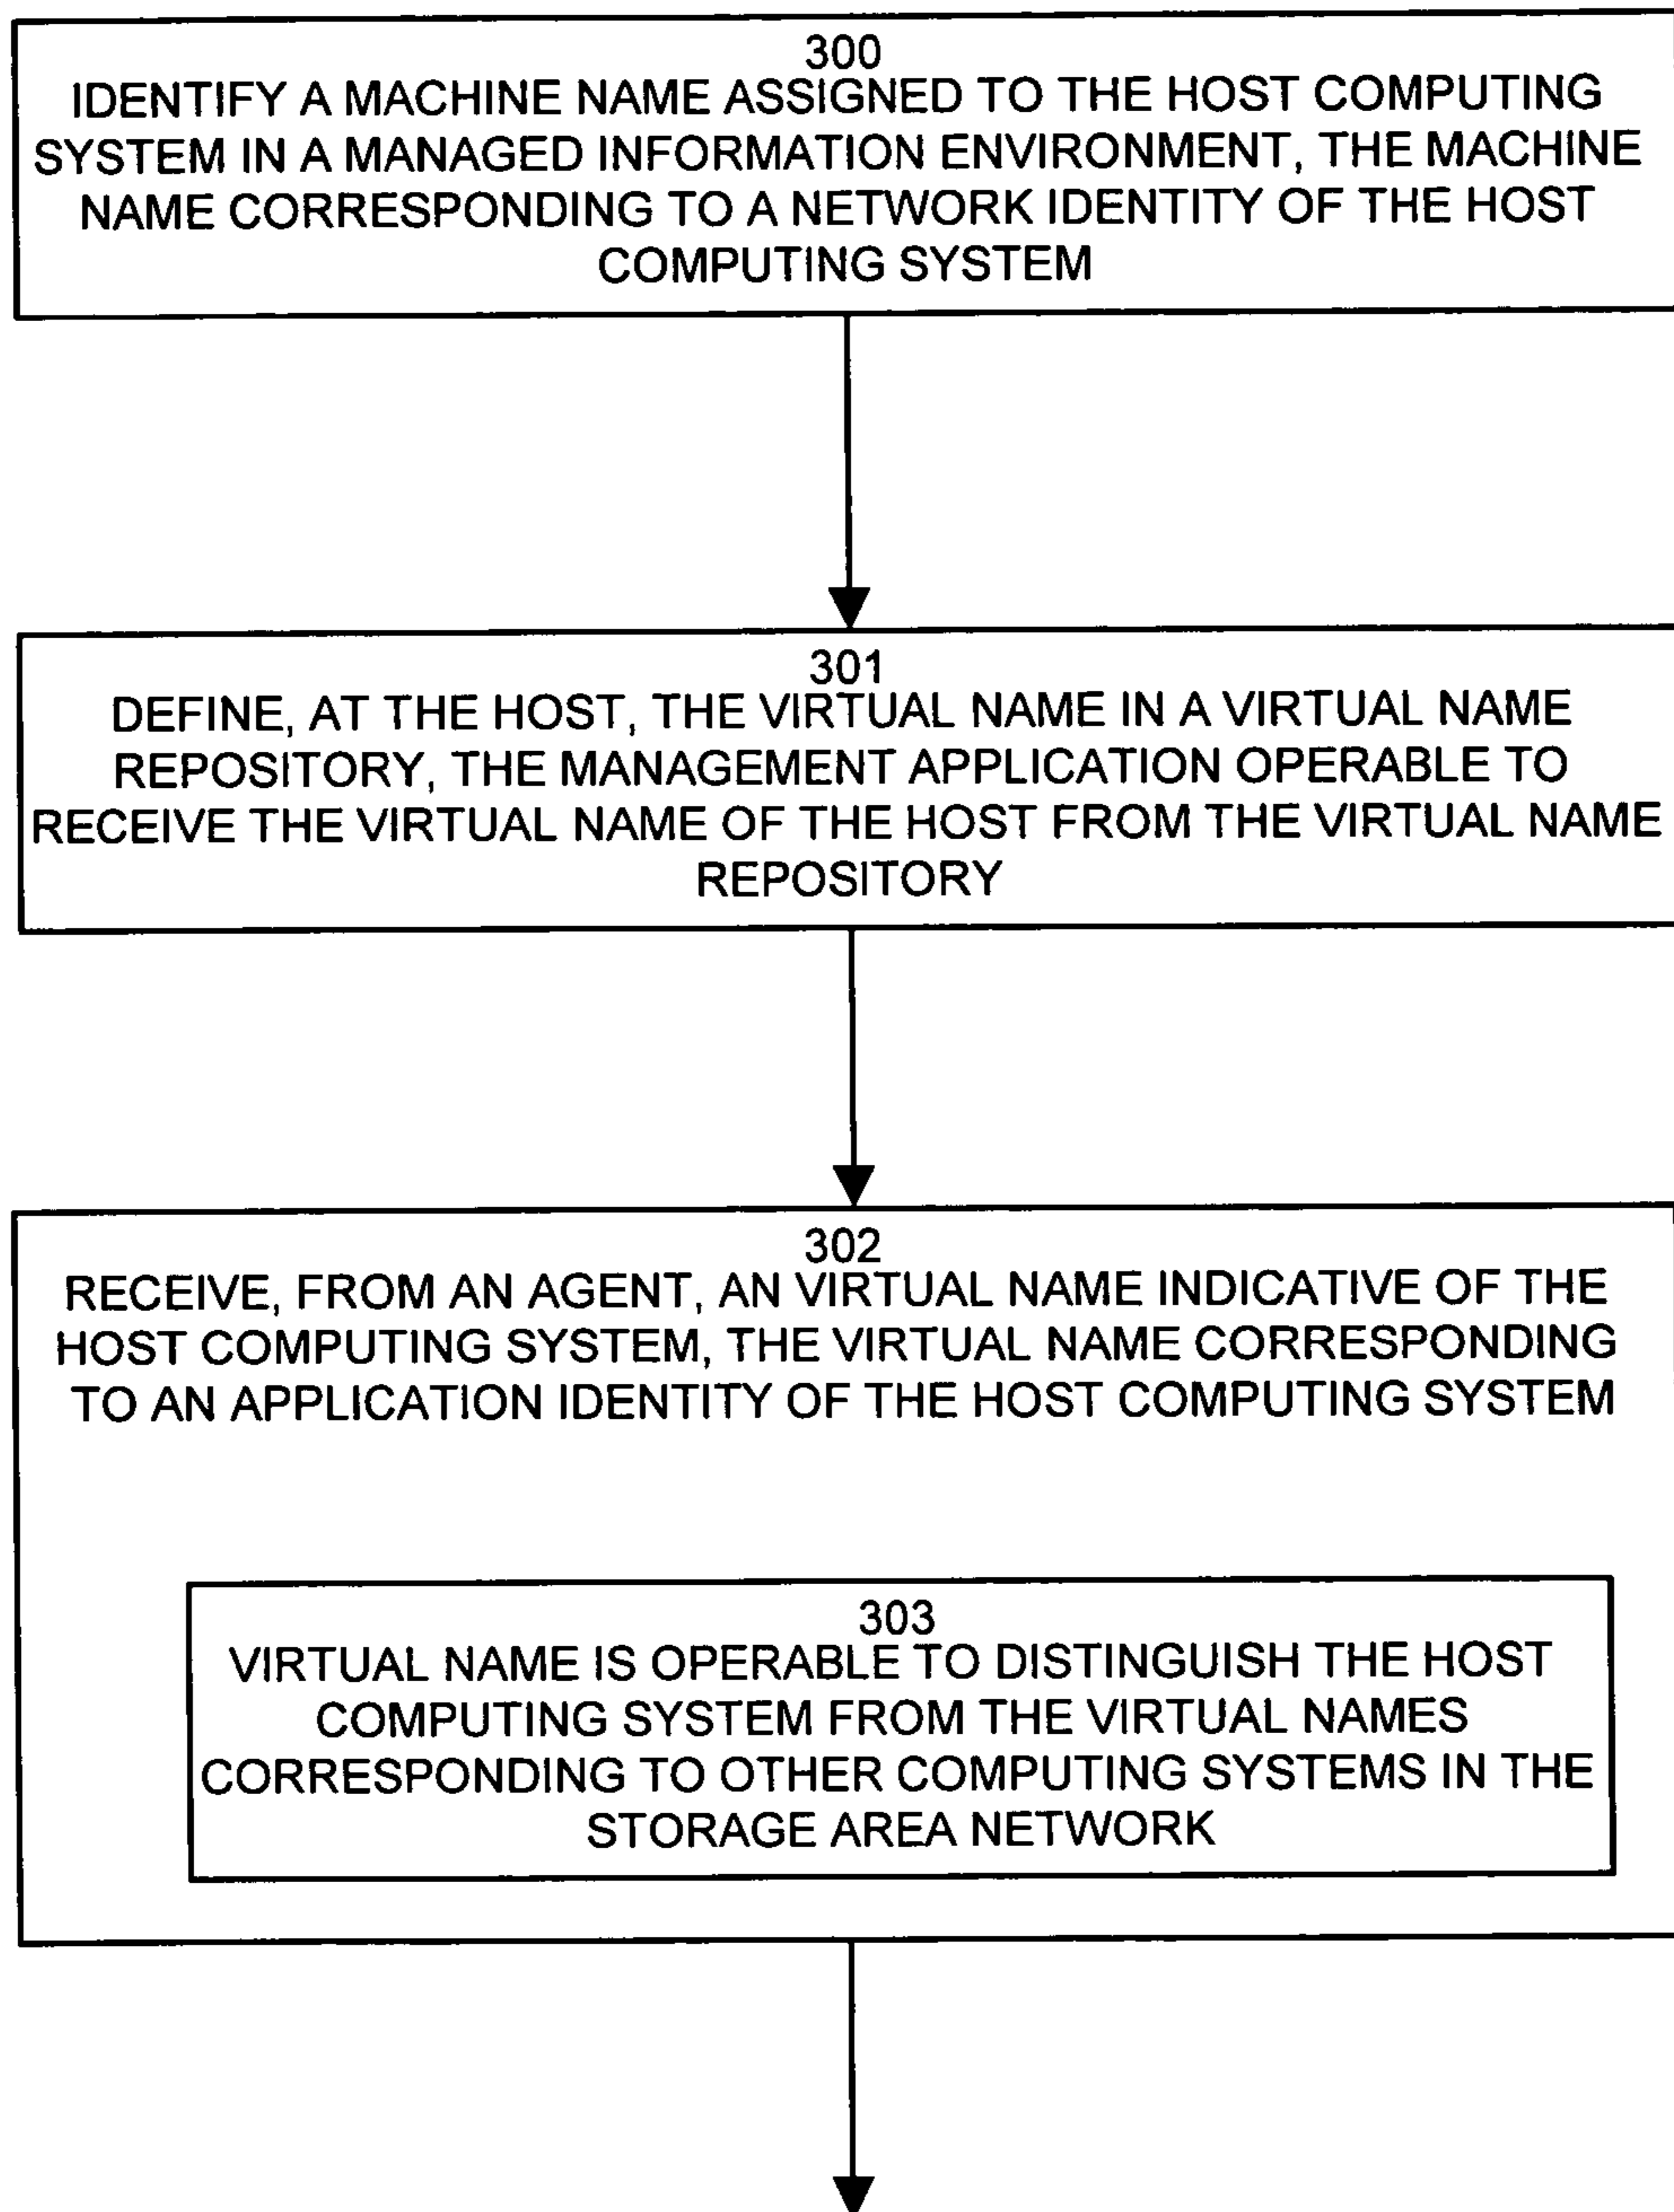 300
IDENTIFY A MACHINE NAME ASSIGNED TO THE HOST COMPUTING
SYSTEM IN A MANAGED INFORMATION ENVIRONMENT, THE MACHINE
NAME CORRESPONDING TO A NETWORK IDENTITY OF THE HOST
COMPUTING SYSTEM
301
DEFINE, AT THE HOST, THE VIRTUAL NAME IN A VIRTUAL NAME
REPOSITORY, THE MANAGEMENT APPLICATION OPERABLE TO
RECEIVE THE VIRTUAL NAME OF THE HOST FROM THE VIRTUAL NAME
REPOSITORY
302
RECEIVE, FROM AN AGENT, AN VIRTUAL NAME INDICATIVE OF THE
HOST COMPUTING SYSTEM, THE VIRTUAL NAME CORRESPONDING
TO AN APPLICATION IDENTITY OF THE HOST COMPUTING SYSTEM
303
VIRTUAL NAME IS OPERABLE TO DISTINGUISH THE HOST
COMPUTING SYSTEM FROM THE VIRTUAL NAMES
CORRESPONDING TO OTHER COMPUTING SYSTEMS IN THE
STORAGE AREA NETWORK